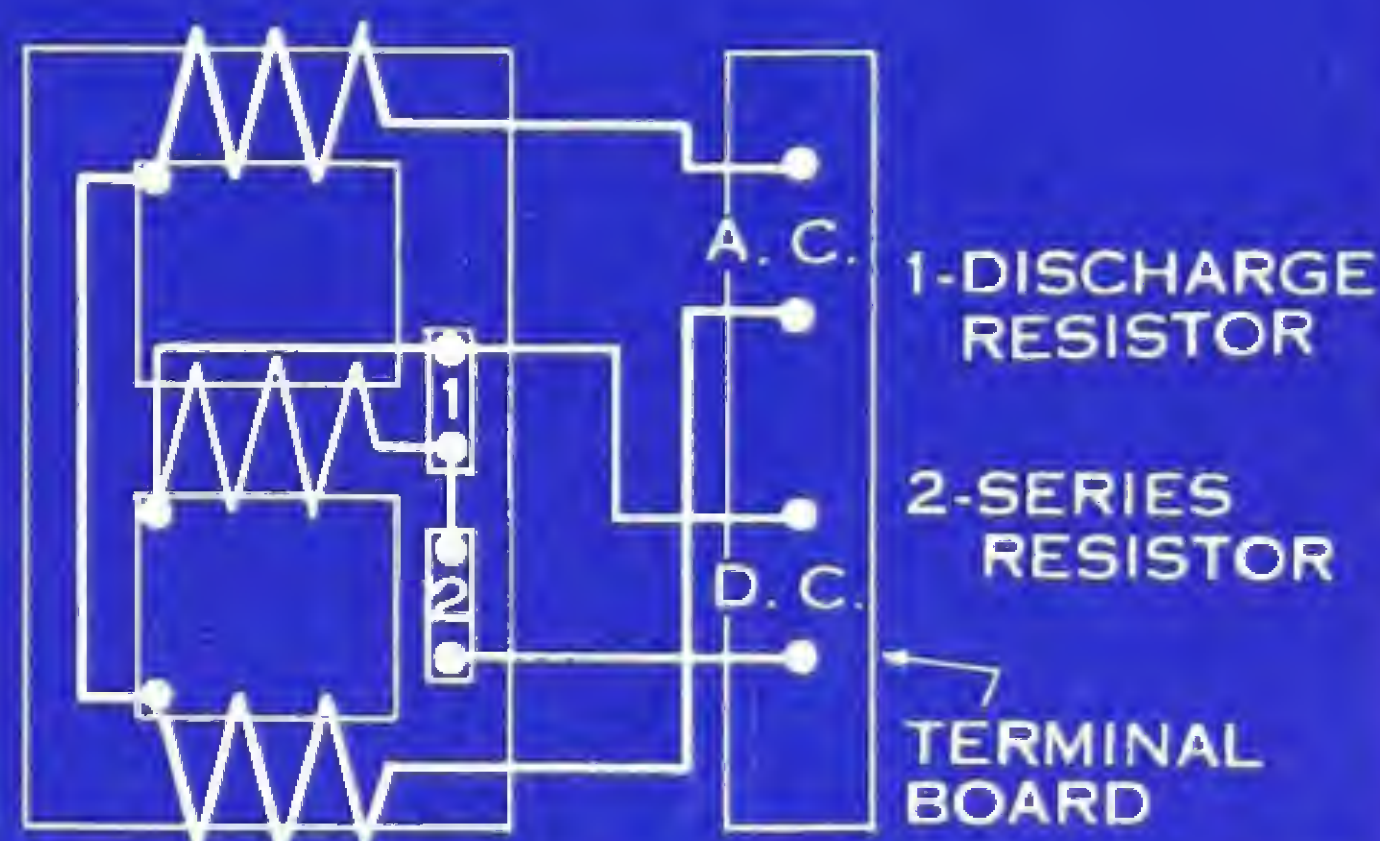 A. C.
1-DISCHARGE
RESISTOR
1
2-SERIES
RESISTOR
2
D. C.
TERMINAL
BOARD